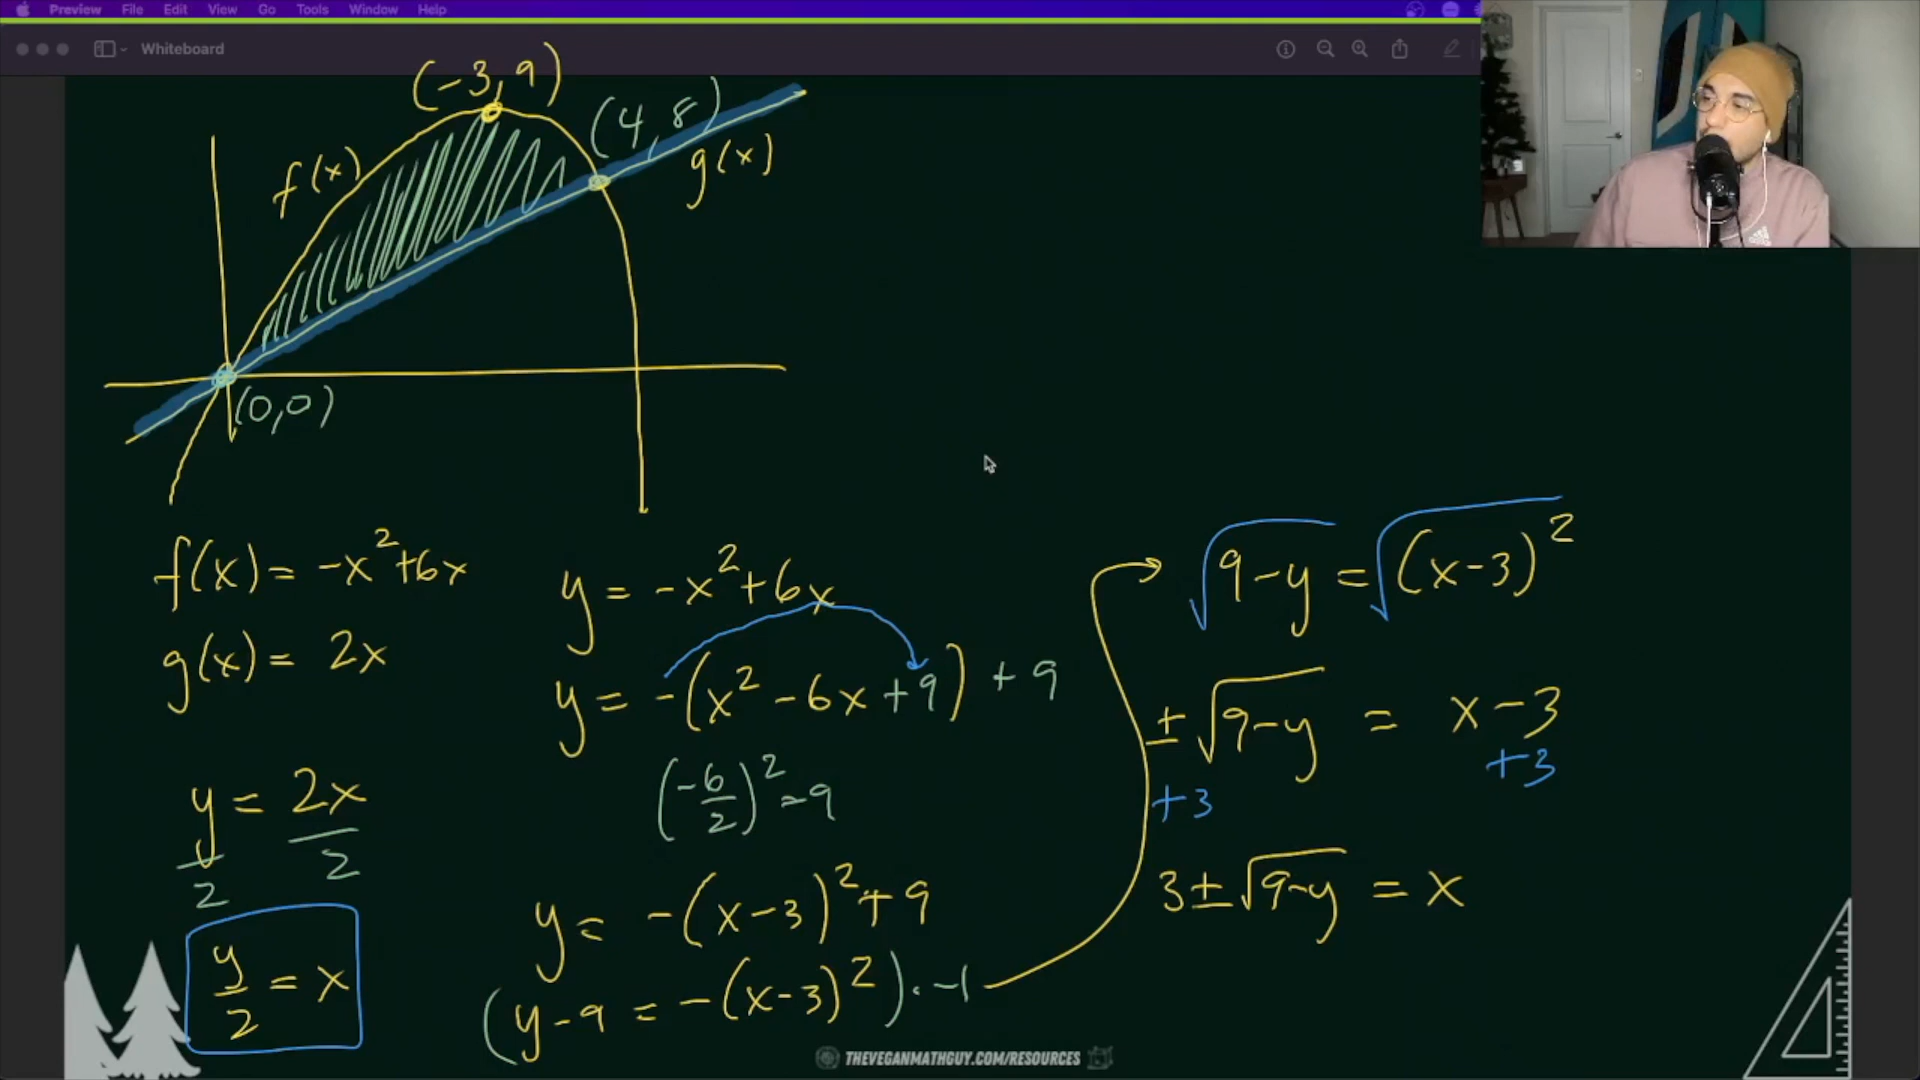 Preview File Edit View Go Tools Window Help
Whiteboard
(-3, 9)
(4, 8)
f(x)
g(x)
(0,0)
f(x) = -x²+6x
g(x) = 2x
y = 2x
2 2
y/2 = x
y = -x²+6x
y = -(x² - 6x + 9) + 9
(-6/2)² = 9
y = -(x-3)² + 9
(y-9 = -(x-3)²) · -1
√9-y = √(x-3)²
± √9-y = x-3
+3 +3
3 ± √9-y = x
THEVEGANMATHGUY.COM/RESOURCES